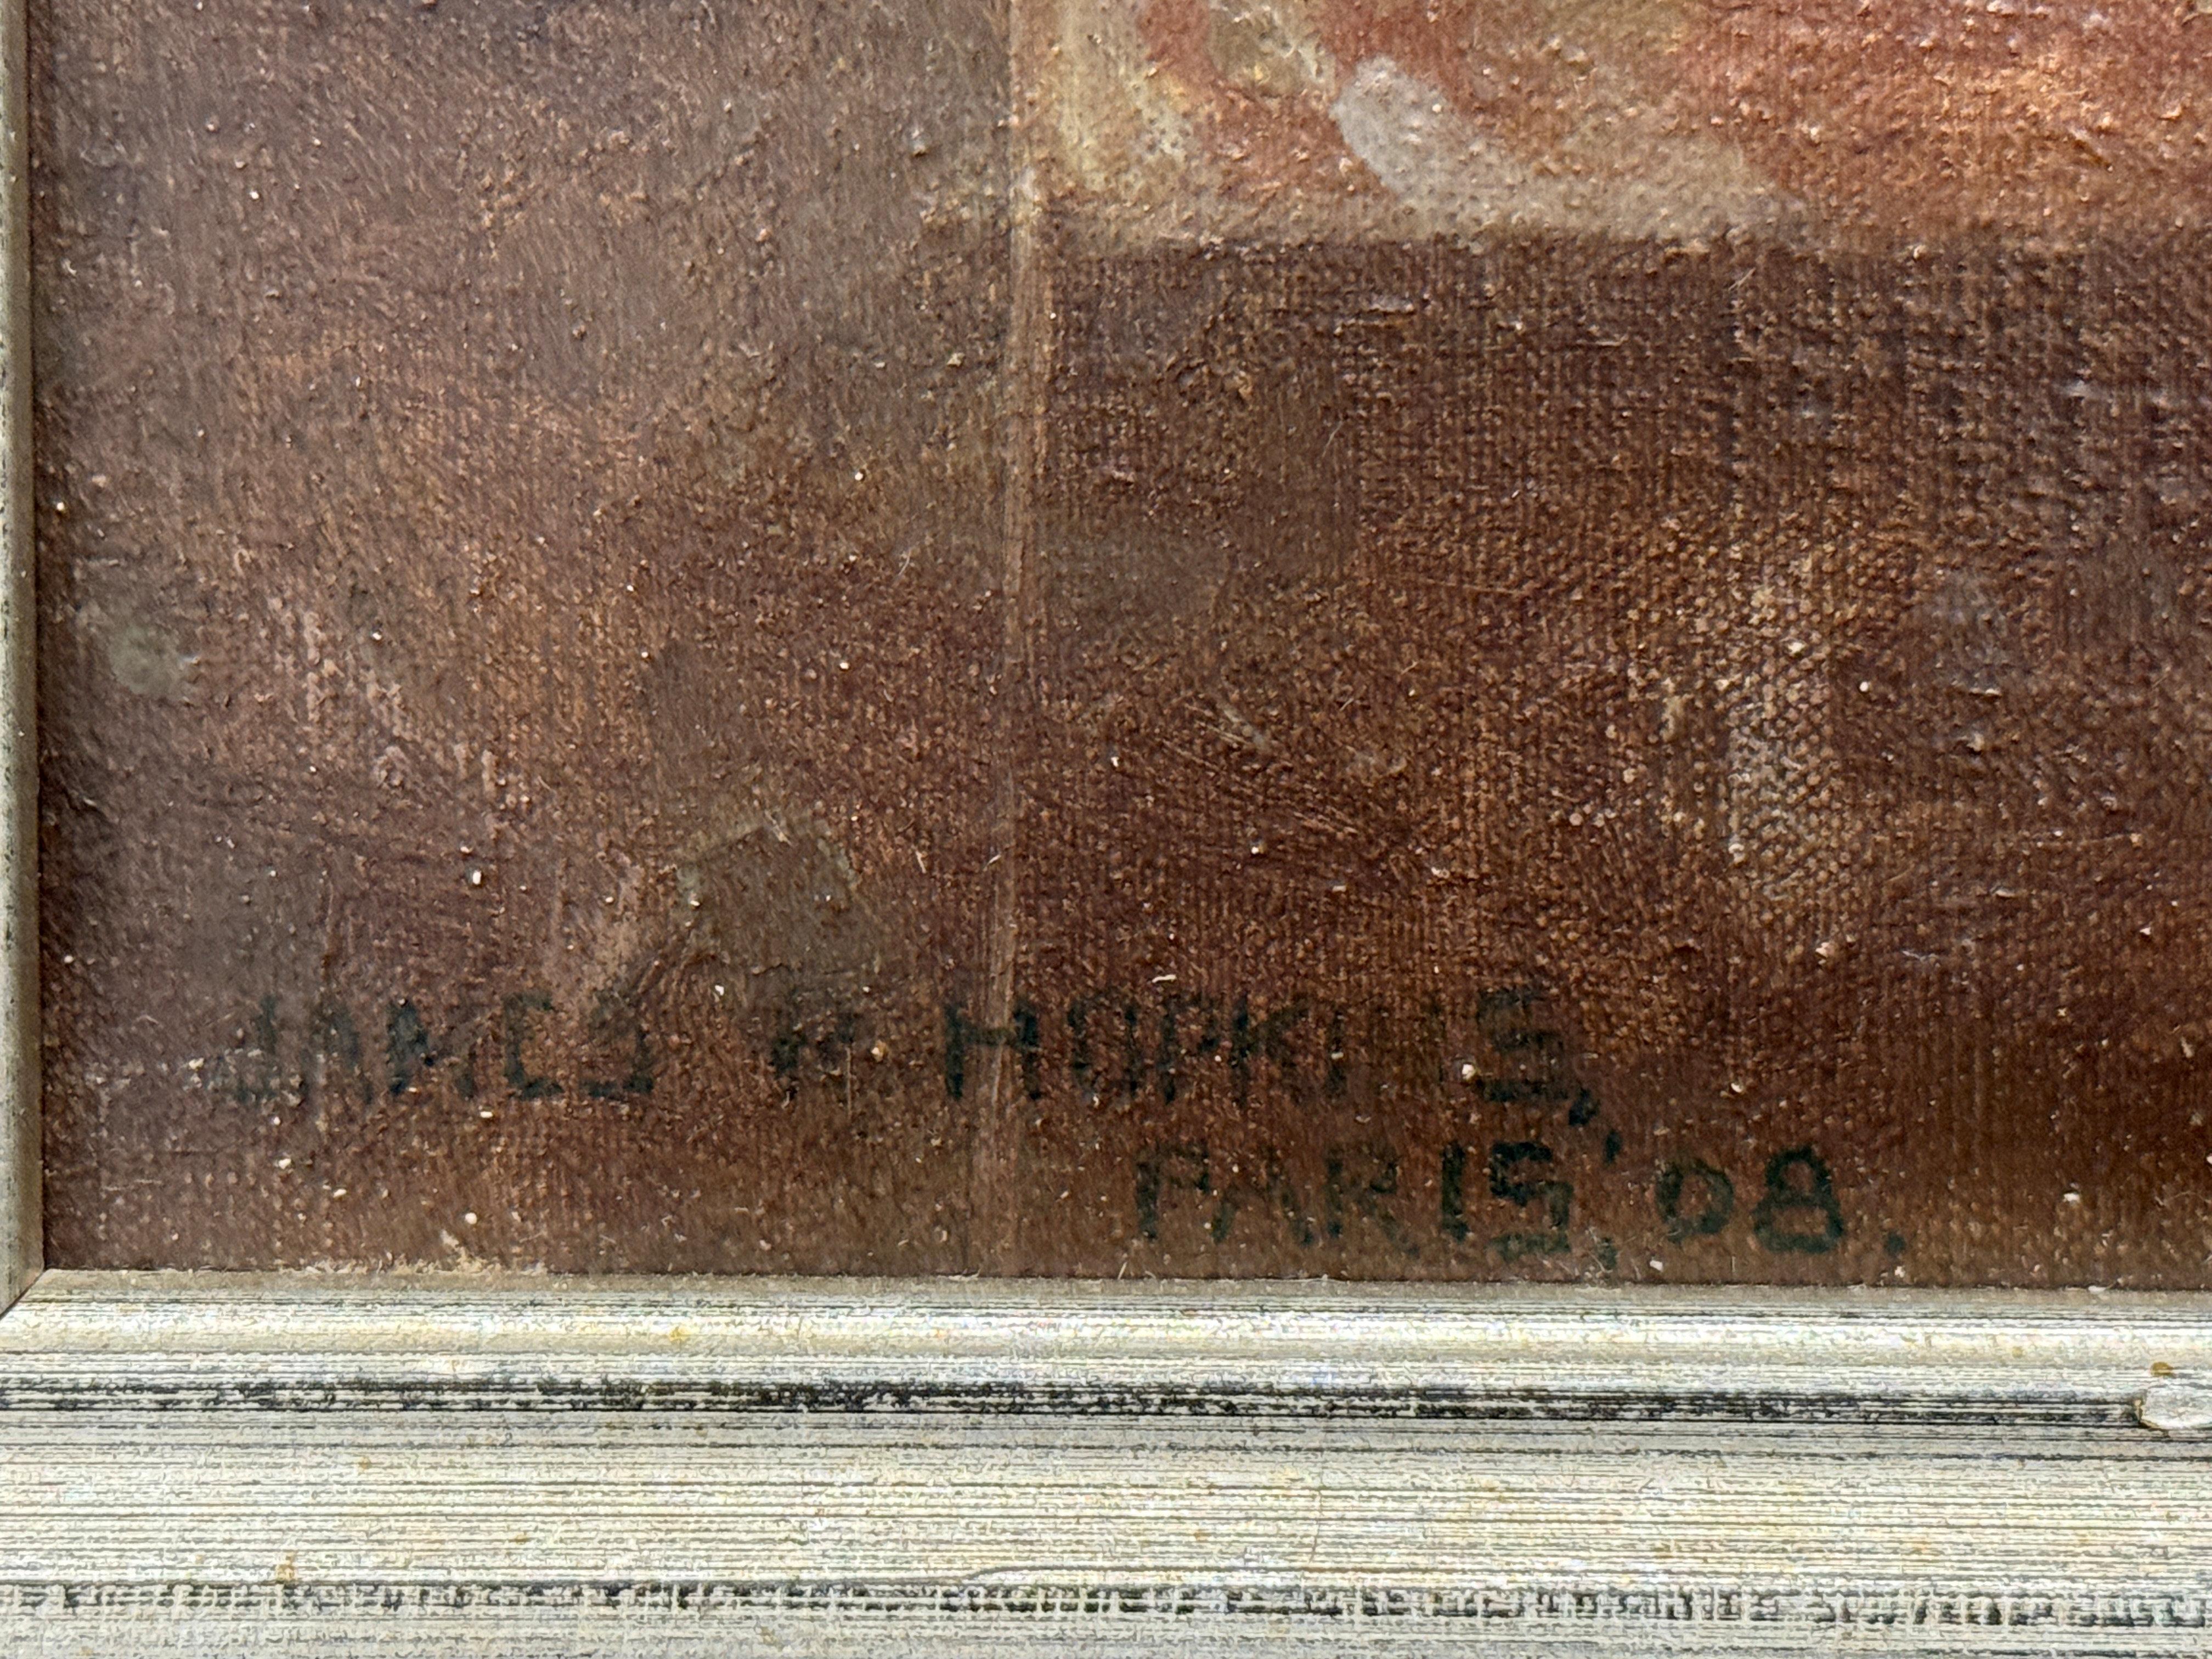 JAMES R HOPKINS,
PARIS, '08.